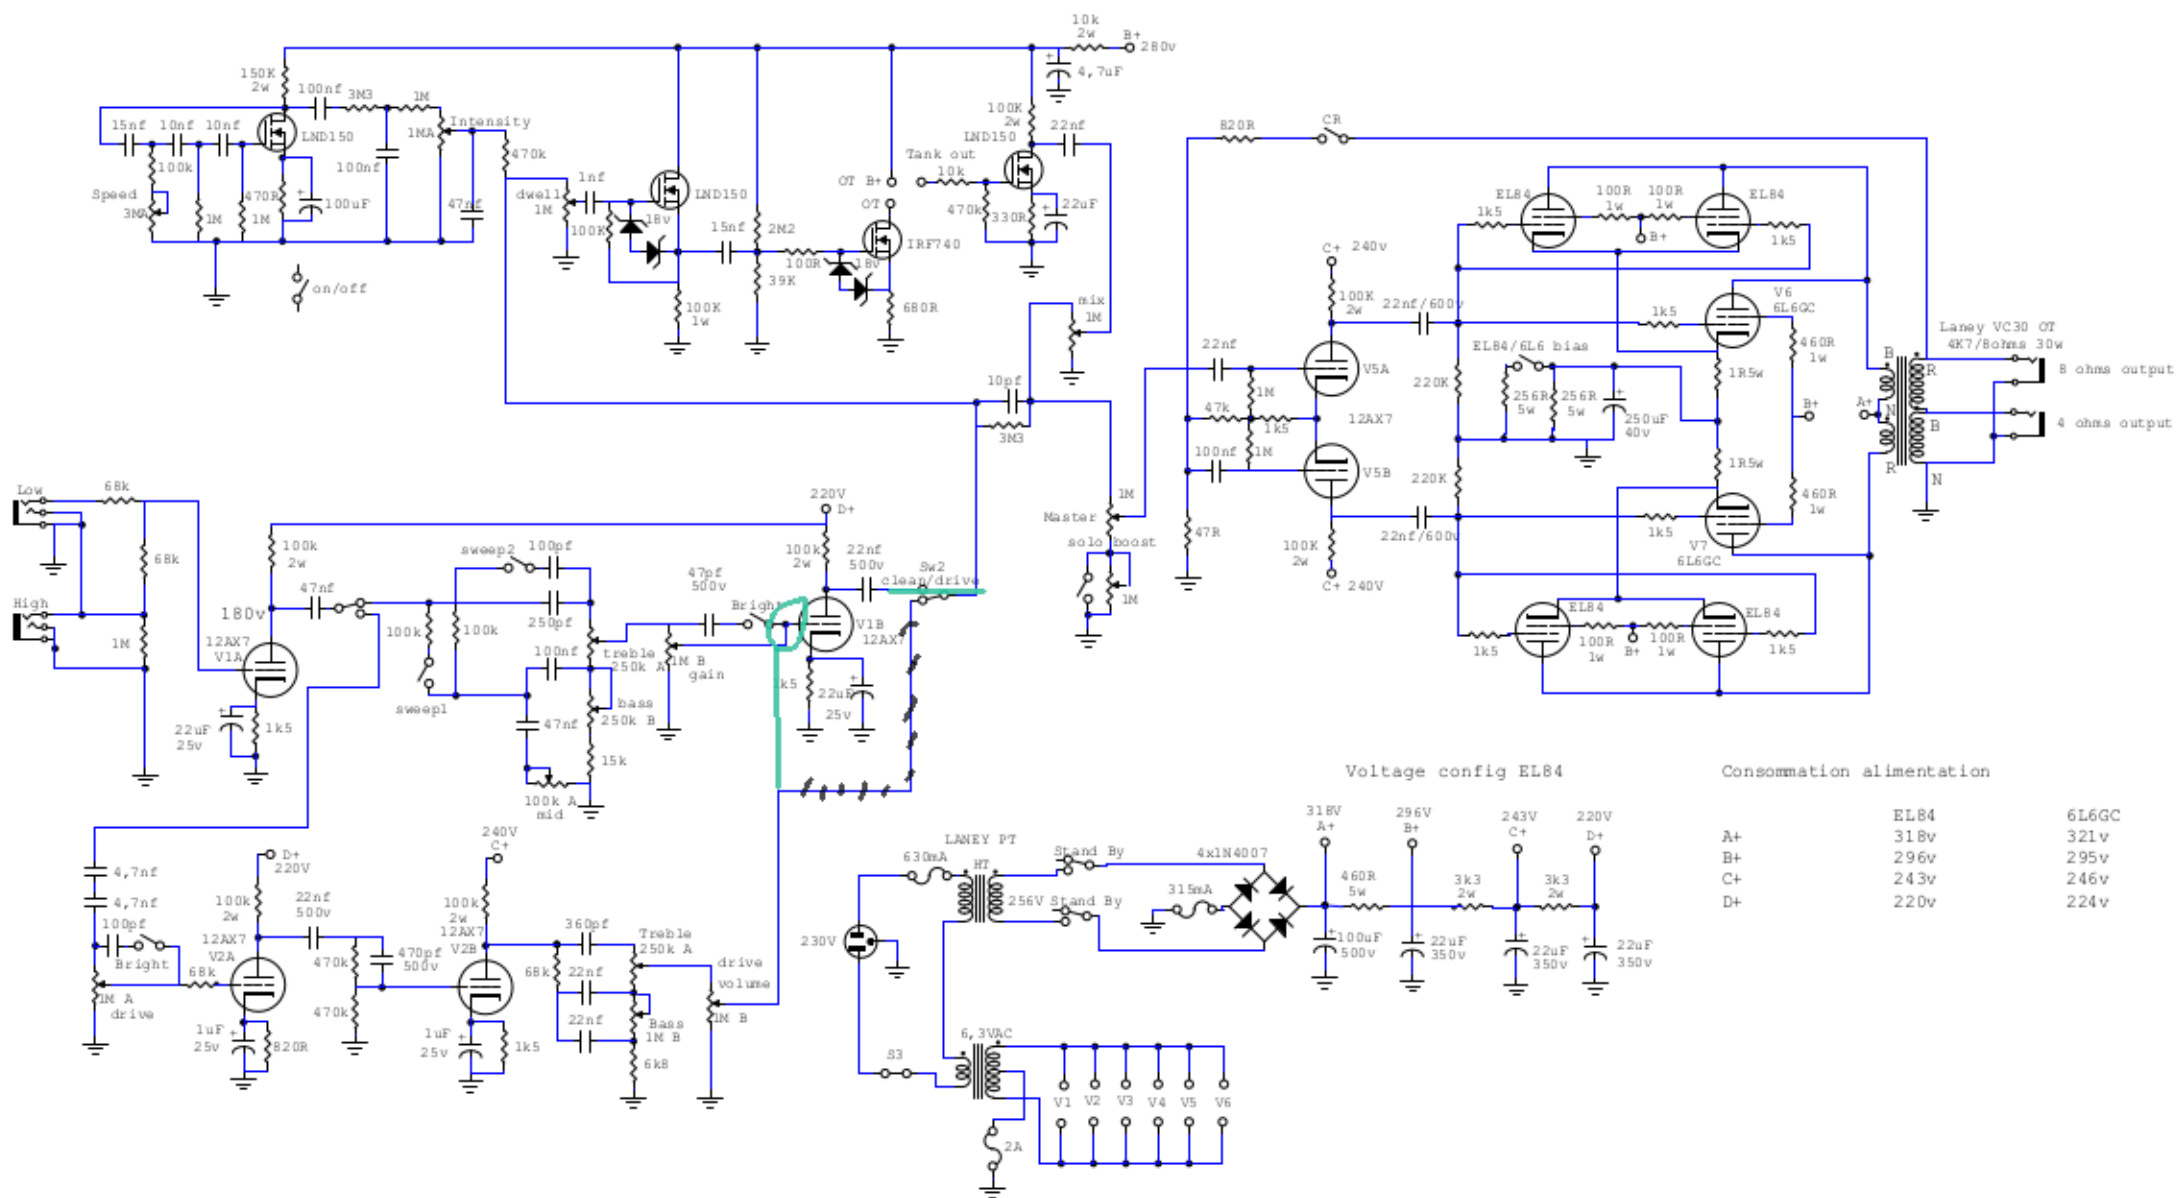 10k
2w
B+
280v
4,7uF
150K
2w
100nf
3M3
1M
100K
2w
22nf
820R
CR
15nf
10nf
10nf
LND150
1MA
Intensity
470k
LND150
Tank out
10k
EL84
100R
1w
100R
1w
EL84
100k
100nf
1nf
dwell
1M
LND150
OT B+
OT
470k
330R
22uF
1k5
B+
1k5
Speed
3MA
1M
1M
470R
100uF
47nf
18v
100K
15nf
2M2
IRF740
C+ 240v
100R
18v
39K
680R
100K
1w
on/off
mix
1M
100K
2w
22nf/600v
V6
6L6GC
1k5
Laney VC30 OT
4K7/8ohms 30w
22nf
EL84/6L6 bias
460R
1w
8 ohms output
10pf
3M3
V5A
1M
47k
1k5
12AX7
220K
256R
5w
256R
5w
250uF
40v
1R5w
B+
A+
B
R
N
B
R
N
4 ohms output
100nf
1M
V5B
220K
1R5w
460R
1w
Low
68k
220V
D+
1M
Master
47R
100K
2w
C+ 240V
22nf/600v
1k5
V7
6L6GC
68k
100k
2w
sweep2
100pf
100k
2w
22nf
500v
Sw2
clean/drive
solo boost
1M
High
47nf
180v
250pf
47pf
500v
Bright
V1B
12AX7
EL84
EL84
1M
12AX7
V1A
100k
100k
100nf
treble
250k A
1M B
gain
1k5
100R
1w
100R
1w
B+
1k5
1k5
22uF
25v
1k5
sweep1
47nf
bass
250k B
22uF
25v
15k
100k A
mid
Voltage config EL84
Consommation alimentation
318V
A+
296V
B+
243V
C+
220V
D+
EL84 6L6GC
A+ 318v 321v
B+ 296v 295v
C+ 243v 246v
D+ 220v 224v
LANEY PT
630mA
HT
Stand By
256V
Stand By
4x1N4007
315mA
460R
5w
3k3
2w
3k3
2w
100uF
500v
22uF
350v
22uF
350v
22uF
350v
230V
4,7nf
4,7nf
D+
220V
240V
C+
100k
2w
22nf
500v
100k
2w
360pf
Treble
250k A
100pf
Bright
12AX7
V2A
12AX7
V2B
470k
470pf
500v
68k
22nf
drive
volume
1M B
68k
1M A
drive
470k
22nf
Bass
1M B
1uF
25v
820R
1uF
25v
1k5
6k8
S3
6,3VAC
V1
V2
V3
V4
V5
V6
2A